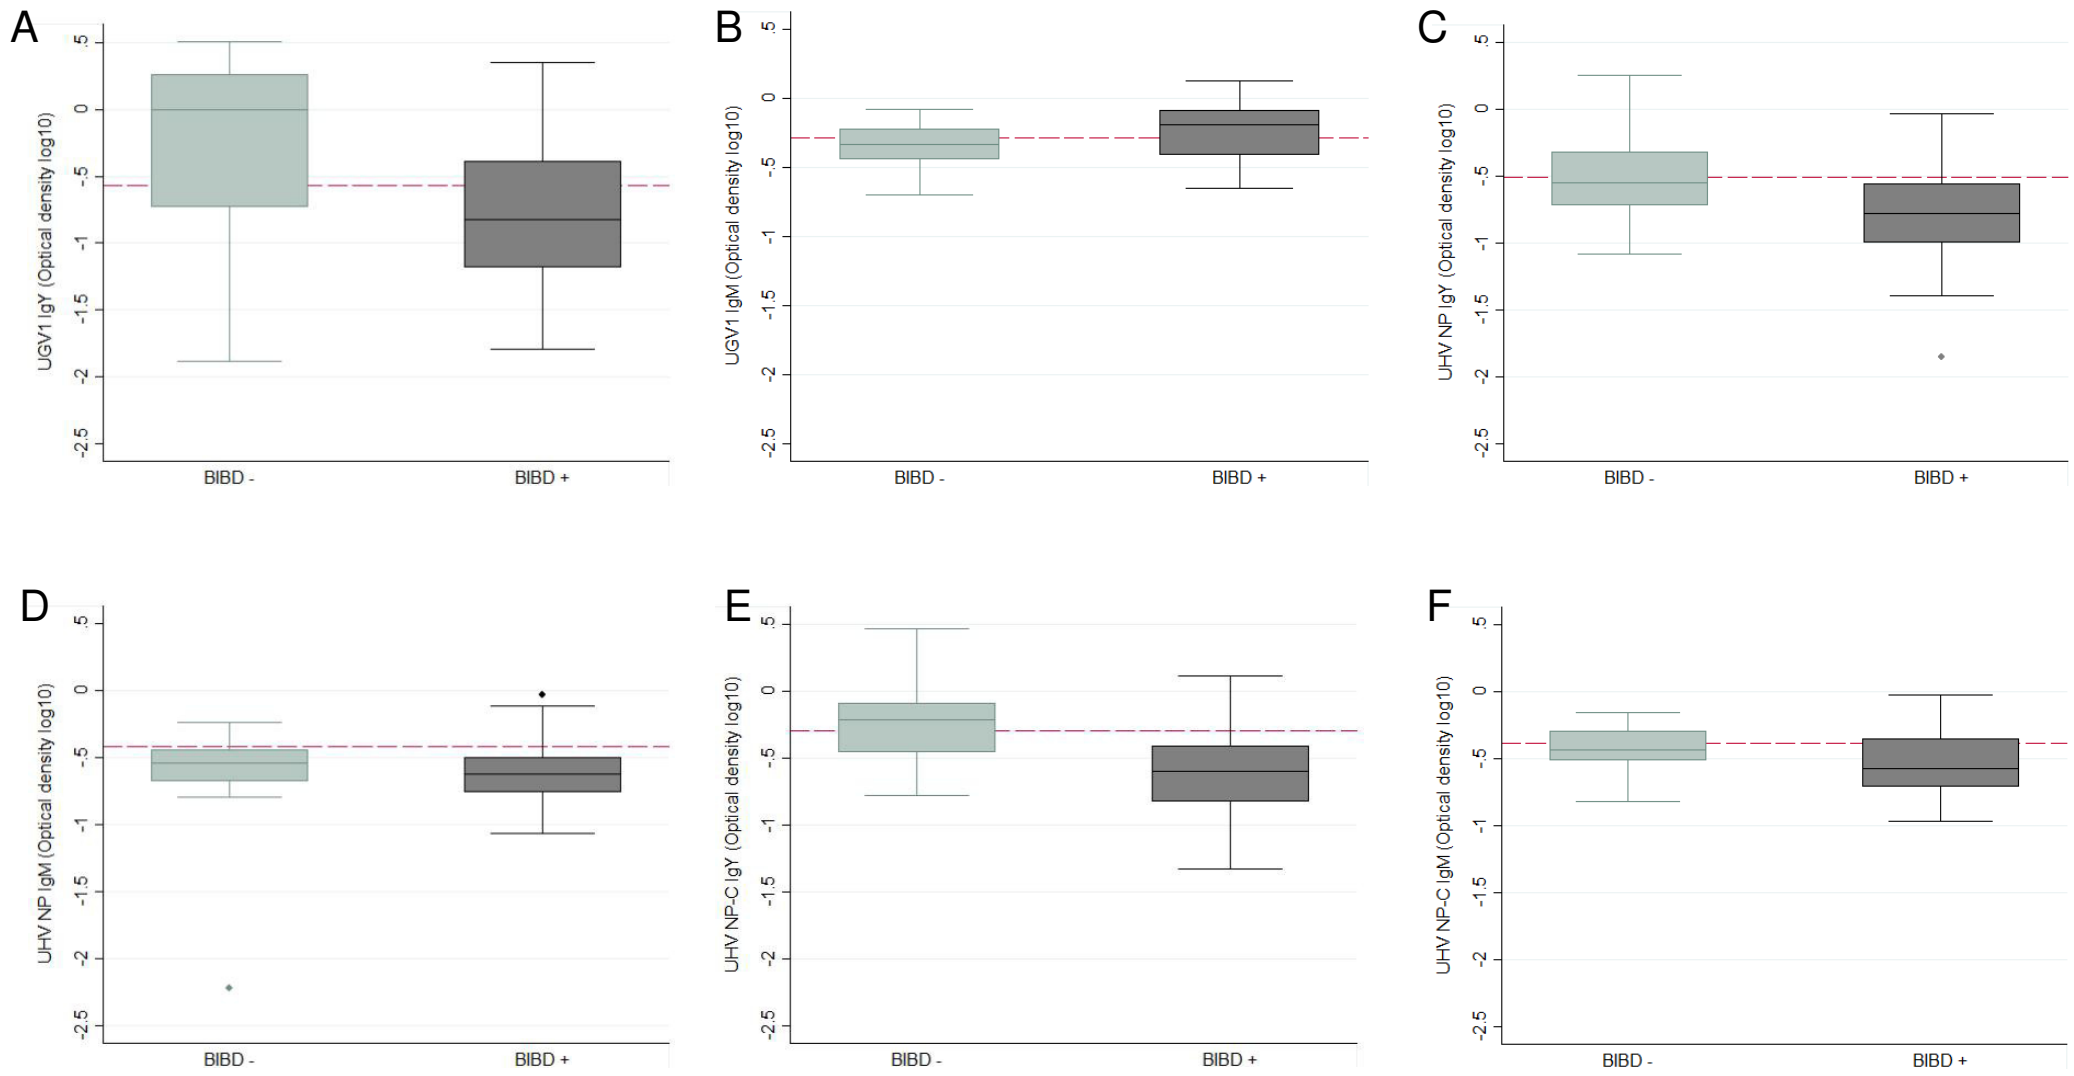 A
UGV1 IgY (Optical density log10)
.5
0
-.5
-1
-1.5
-2
-2.5
BIBD -
BIBD +
B
UGV1 IgM (Optical density log10)
.5
0
-.5
-1
-1.5
-2
-2.5
BIBD -
BIBD +
C
UHV NP IgY (Optical density log10)
.5
0
-.5
-1
-1.5
-2
-2.5
BIBD -
BIBD +
D
UHV NP IgM (Optical density log10)
.5
0
-.5
-1
-1.5
-2
-2.5
BIBD -
BIBD +
E
UHV NP-C IgY (Optical density log10)
.5
0
-.5
-1
-1.5
-2
-2.5
BIBD -
BIBD +
F
UHV NP-C IgM (Optical density log10)
.5
0
-.5
-1
-1.5
-2
-2.5
BIBD -
BIBD +